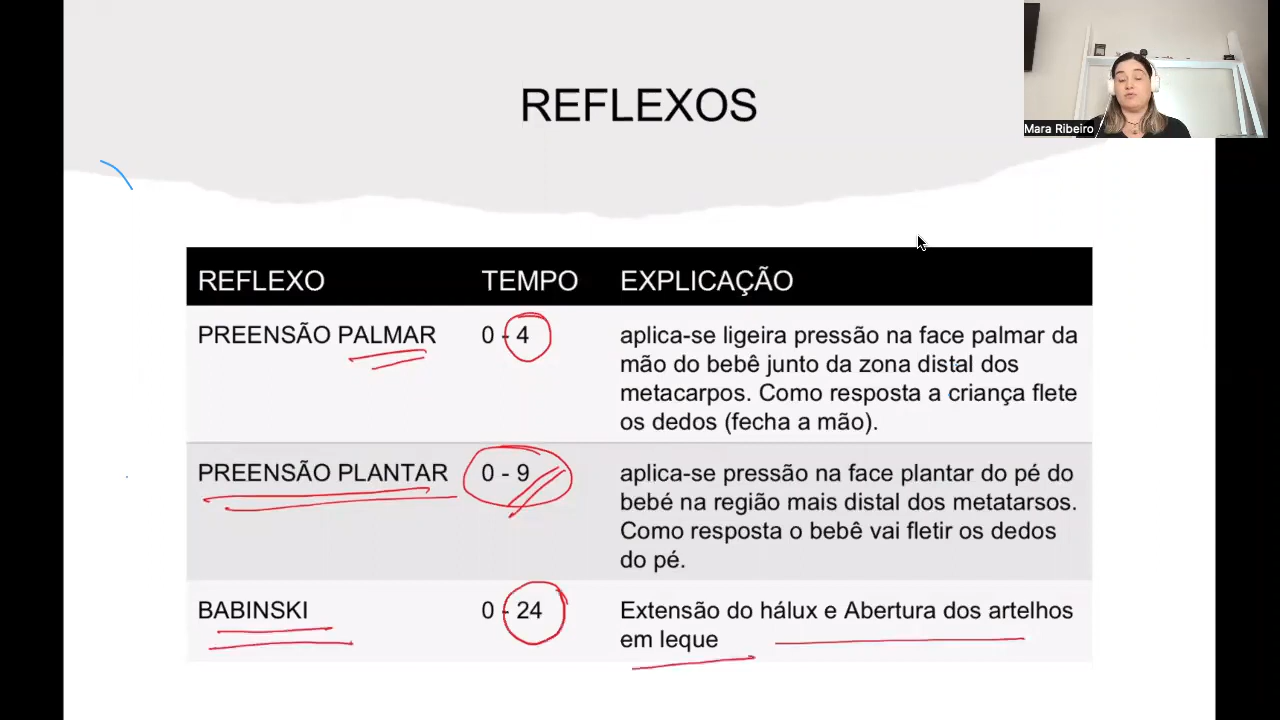 REFLEXOS
Mara Ribeiro
REFLEXO TEMPO EXPLICAÇÃO
PREENSÃO PALMAR 0 - 4 aplica-se ligeira pressão na face palmar da
mão do bebê junto da zona distal dos
metacarpos. Como resposta a criança flete
os dedos (fecha a mão).
PREENSÃO PLANTAR 0 - 9 aplica-se pressão na face plantar do pé do
bebé na região mais distal dos metatarsos.
Como resposta o bebê vai fletir os dedos
do pé.
BABINSKI 0 - 24 Extensão do hálux e Abertura dos artelhos
em leque